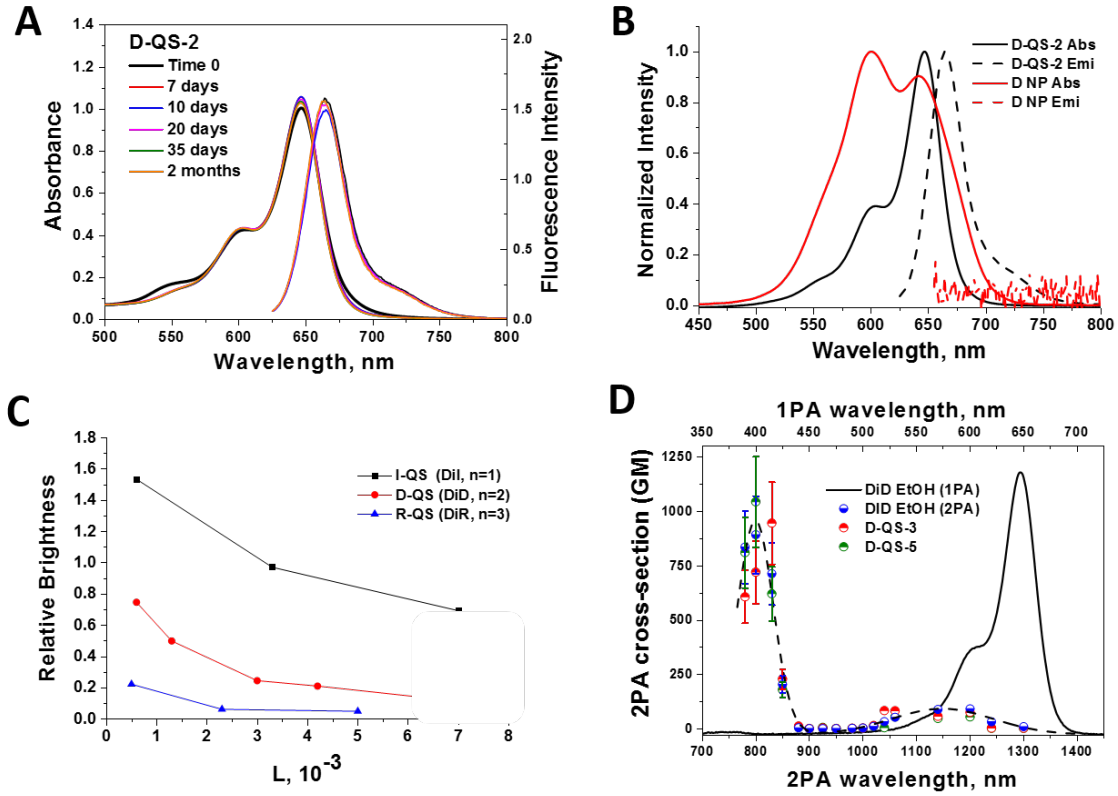 A
D-QS-2
Time 0
7 days
10 days
20 days
35 days
2 months
Absorbance
Fluorescence Intensity
1.4
1.2
1.0
0.8
0.6
0.4
0.2
0.0
2.0
1.5
1.0
0.5
0.0
500 550 600 650 700 750 800
Wavelength, nm
B
D-QS-2 Abs
D-QS-2 Emi
D NP Abs
D NP Emi
Normalized Intensity
1.0
0.8
0.6
0.4
0.2
0.0
450 500 550 600 650 700 750 800
Wavelength, nm
C
I-QS (DiI, n=1)
D-QS (DiD, n=2)
R-QS (DiR, n=3)
Relative Brightness
1.8
1.6
1.4
1.2
1.0
0.8
0.6
0.4
0.2
0.0
0 1 2 3 4 5 6 7 8
L, 10-3
D
1PA wavelength, nm
350 400 450 500 550 600 650 700
DiD EtOH (1PA)
DID EtOH (2PA)
D-QS-3
D-QS-5
2PA cross-section (GM)
1250
1000
750
500
250
0
700 800 900 1000 1100 1200 1300 1400
2PA wavelength, nm